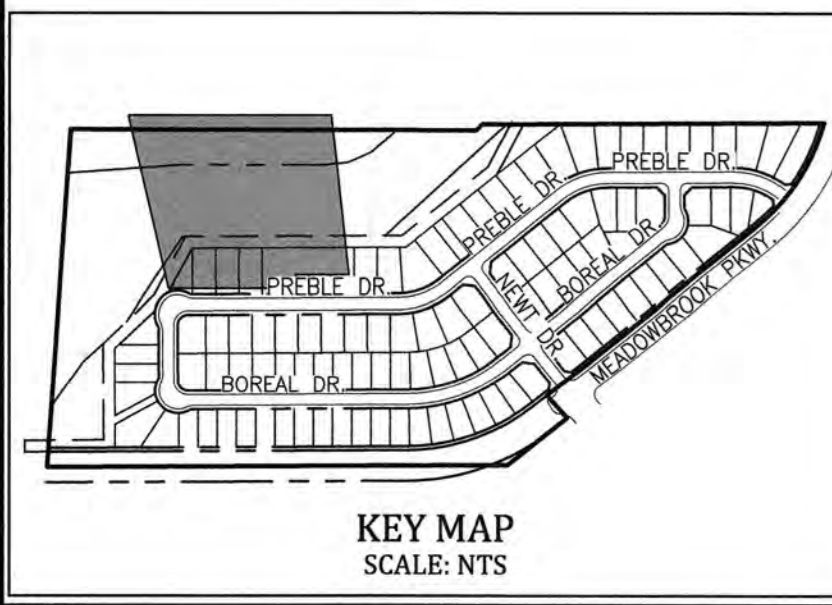 PREBLE DR.
PREBLE DR.
BOREAL DR.
NEWT DR.
PREBLE DR.
MEADOWBROOK PKWY.
BOREAL DR.
KEY MAP
SCALE: NTS